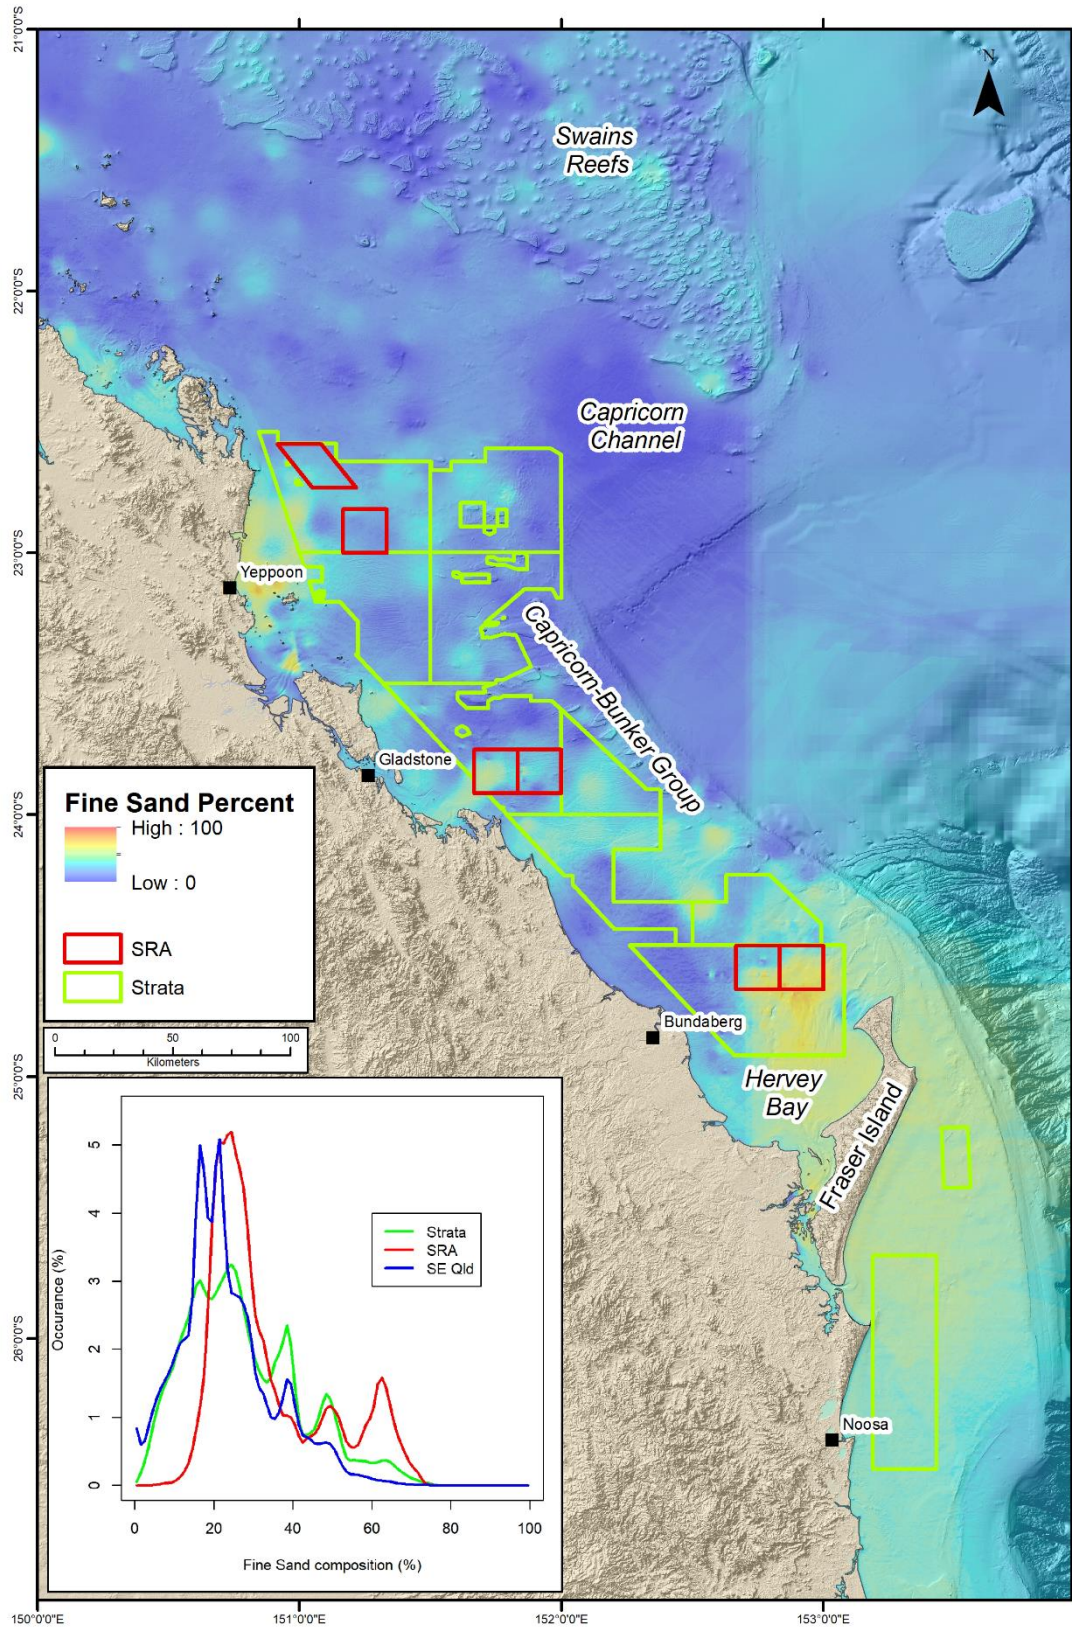 150°0'0"E
151°0'0"E
152°0'0"E
153°0'0"E
21°0'0"S
22°0'0"S
23°0'0"S
24°0'0"S
25°0'0"S
26°0'0"S
N
Swains
Reefs
Capricorn
Channel
Yeppoon
Capricorn-Bunker Group
Gladstone
Bundaberg
Hervey
Bay
Fraser Island
Noosa
Fine Sand Percent
High : 100
Low : 0
SRA
Strata
0 50 100
Kilometers
Occurance (%)
5
4
3
2
1
0
Strata
SRA
SE Qld
0 20 40 60 80 100
Fine Sand composition (%)